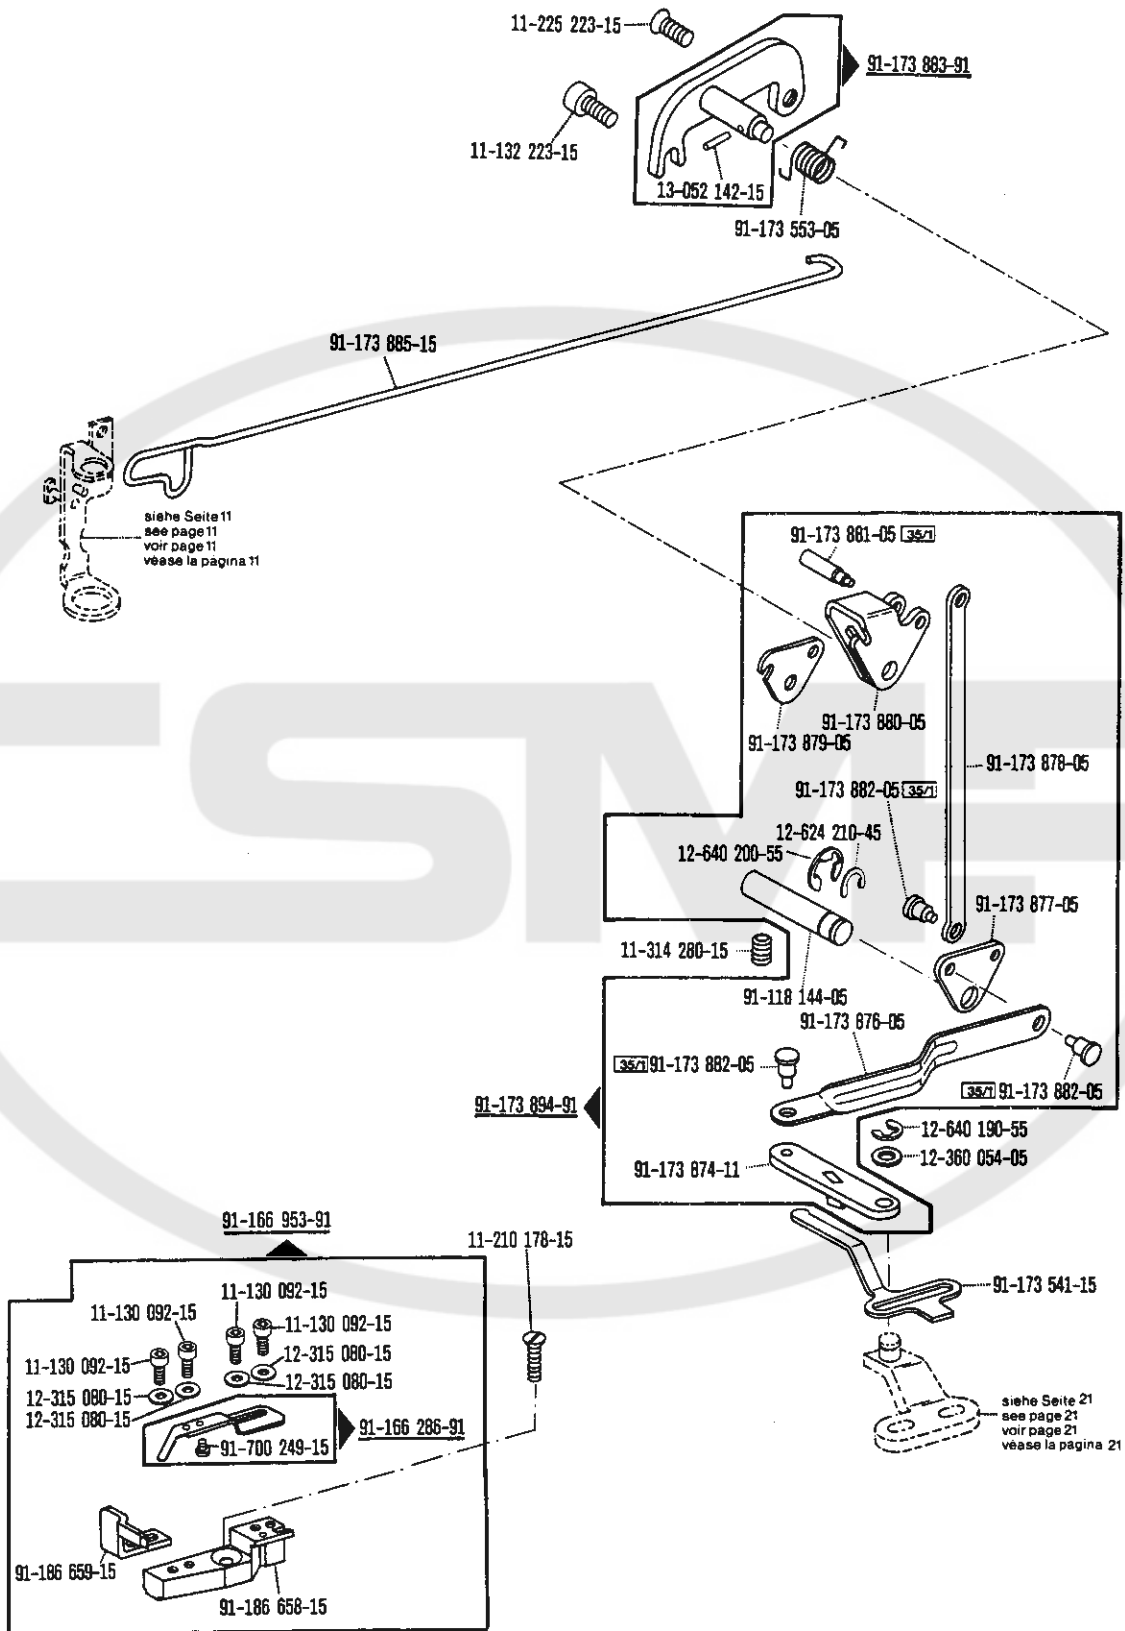 11-225 223-15
91-173 883-91
11-132 223-15
13-052 142-15
91-173 553-05
91-173 885-15
siehe Seite 11
see page 11
voir page 11
véase la página 11
91-173 881-05 35/1
91-173 880-05
91-173 879-05
91-173 878-05
91-173 882-05 35/1
12-624 210-45
12-640 200-55
91-173 877-05
11-314 280-15
91-118 144-05
91-173 876-05
35/1 91-173 882-05
35/1 91-173 882-05
91-173 894-91
12-640 190-55
12-360 054-05
91-173 874-11
91-166 953-91
11-210 178-15
91-173 541-15
11-130 092-15
11-130 092-15
11-130 092-15
11-130 092-15
12-315 080-15
12-315 080-15
12-315 080-15
12-315 080-15
91-166 286-91
91-700 249-15
siehe Seite 21
see page 21
voir page 21
véase la pagina 21
91-186 659-15
91-186 658-15